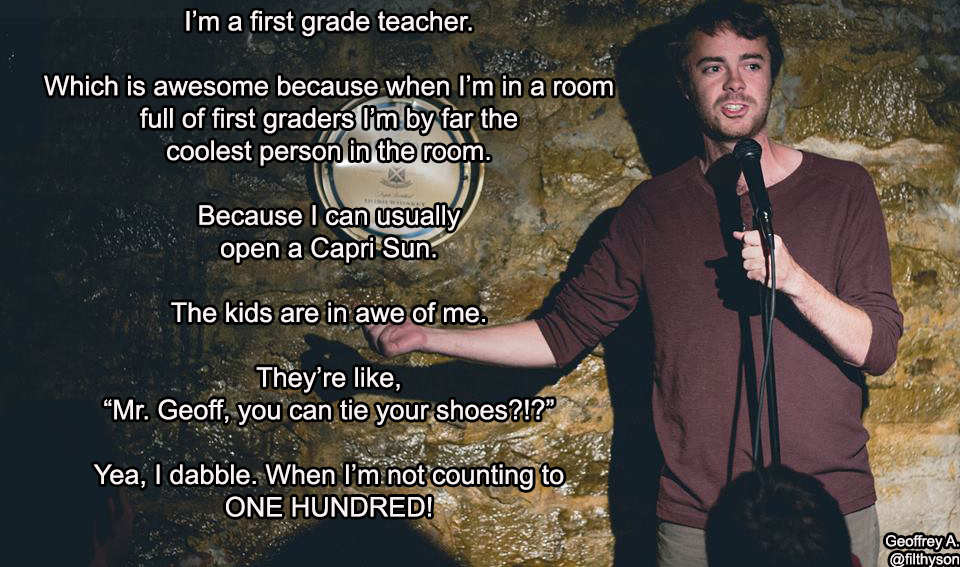 I'm a first grade teacher.
Which is awesome because when I'm in a room
full of first graders I'm by far the
coolest person in the room.
Because I can usually
open a Capri Sun.
The kids are in awe of me.
They're like,
“Mr. Geoff, you can tie your shoes?!?”
Yea, I dabble. When I'm not counting to
ONE HUNDRED!
IRISH WHISKEY
Geoffrey A.
@filthyson